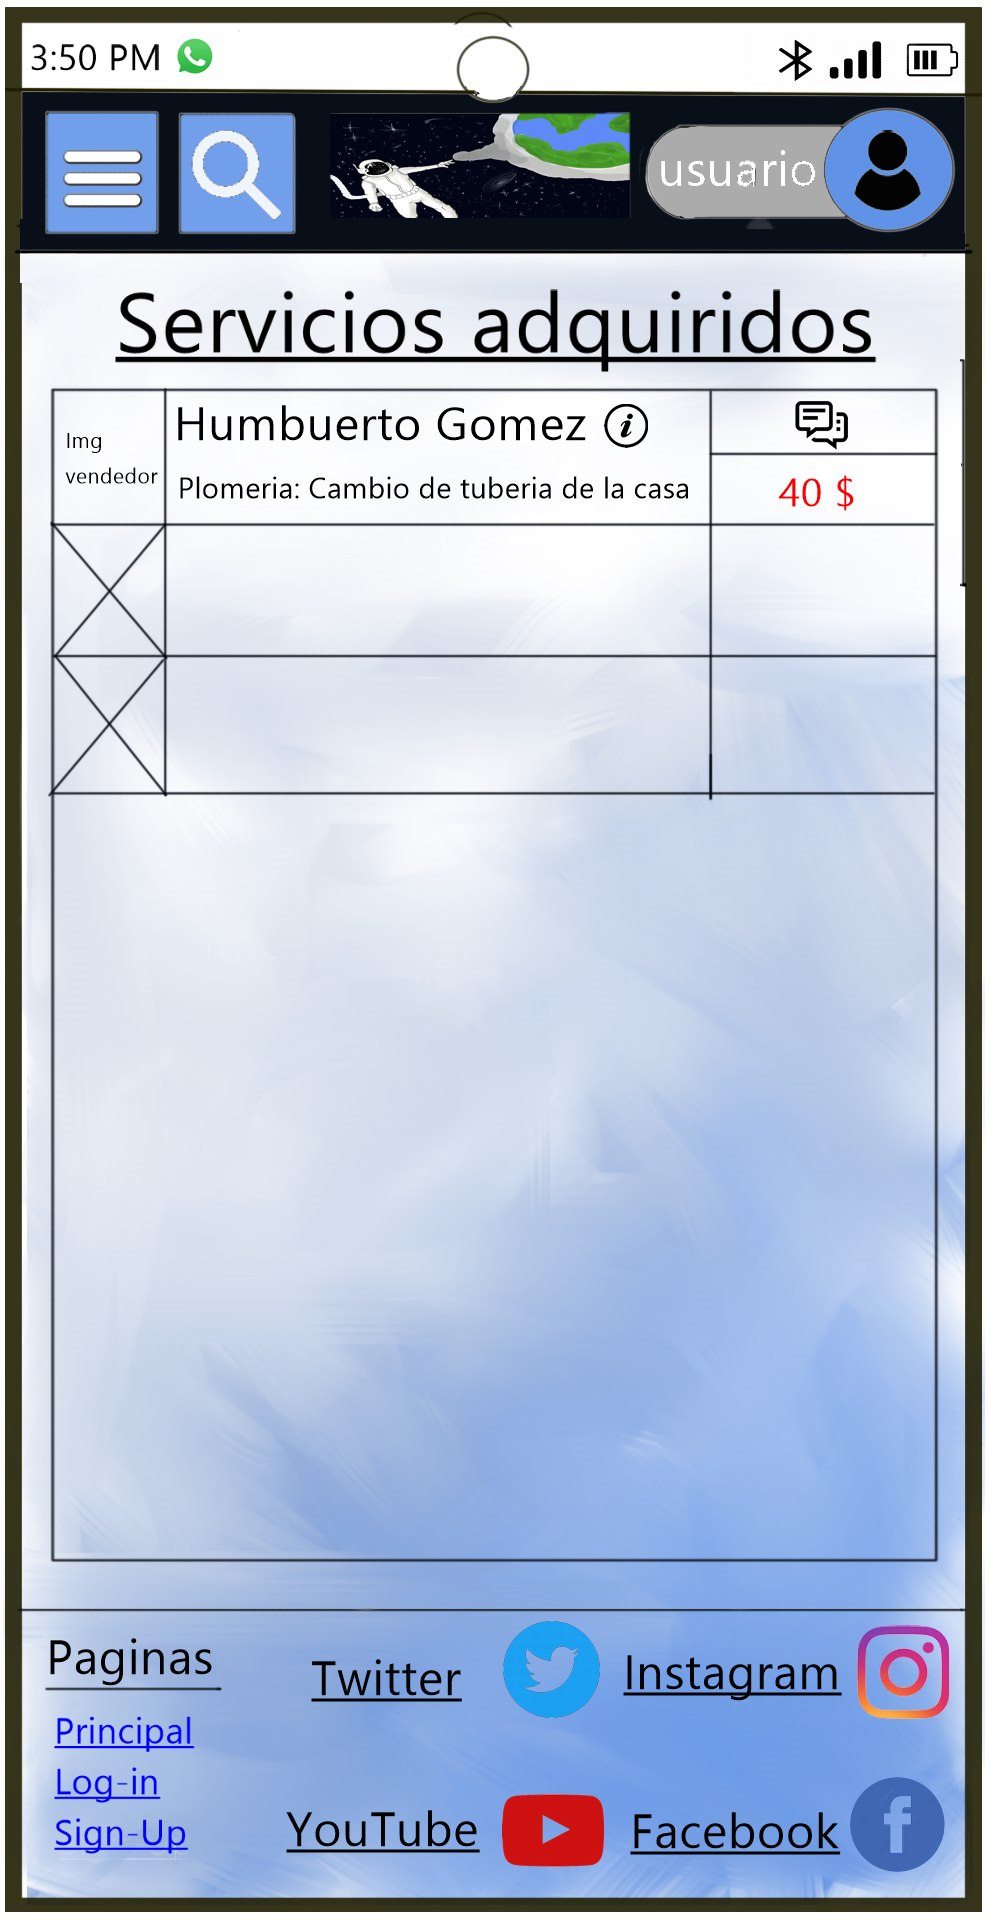 3:50 PM
usuario
Servicios adquiridos
Img
vendedor
Humbuerto Gomez i
Plomeria: Cambio de tuberia de la casa
40 $
Paginas
Principal
Log-in
Sign-Up
Twitter
Instagram
YouTube
Facebook